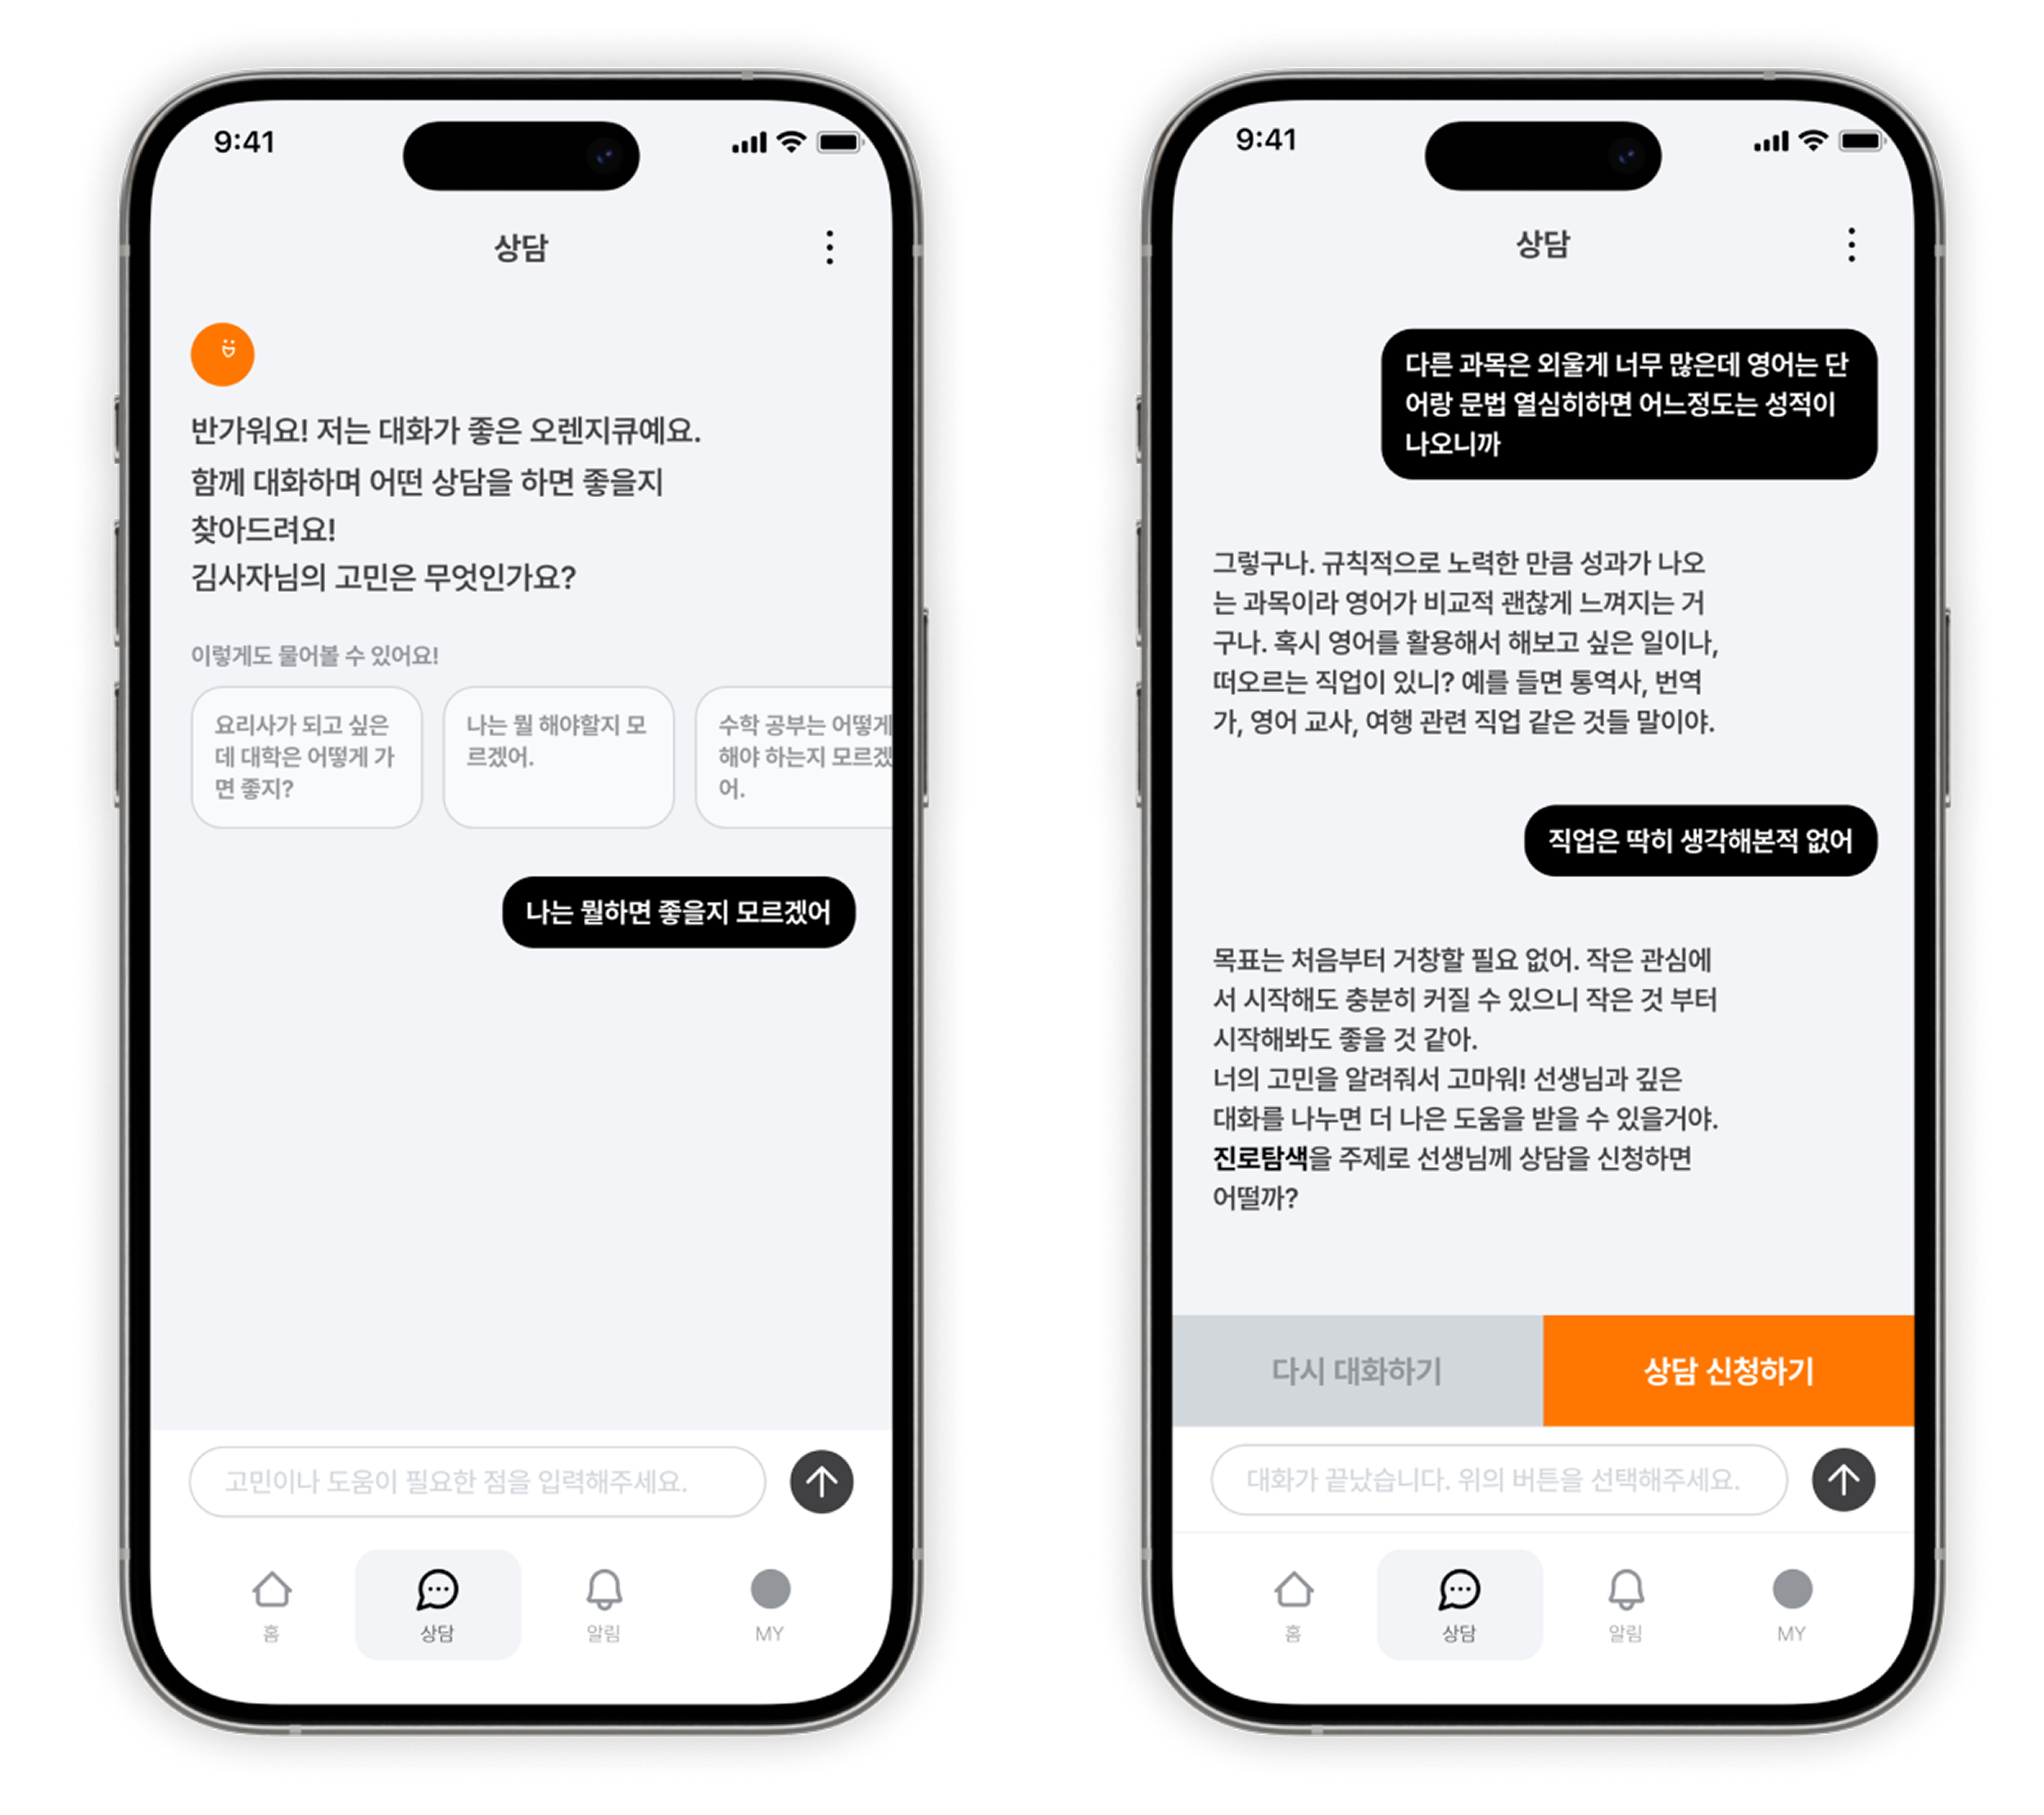 9:41
상담
반가워요! 저는 대화가 좋은 오렌지큐예요.
함께 대화하며 어떤 상담을 하면 좋을지
찾아드려요!
김사자님의 고민은 무엇인가요?
이렇게도 물어볼 수 있어요!
요리사가 되고 싶은
데 대학은 어떻게 가
면 좋지?
나는 뭘 해야할지 모
르겠어.
수학 공부는 어떻게
해야 하는지 모르겠
어.
나는 뭘하면 좋을지 모르겠어
고민이나 도움이 필요한 점을 입력해주세요.
홈
상담
알림
MY
9:41
상담
다른 과목은 외울게 너무 많은데 영어는 단
어랑 문법 열심히하면 어느정도는 성적이
나오니까
그렇구나. 규칙적으로 노력한 만큼 성과가 나오
는 과목이라 영어가 비교적 괜찮게 느껴지는 거
구나. 혹시 영어를 활용해서 해보고 싶은 일이나,
떠오르는 직업이 있니? 예를 들면 통역사, 번역
가, 영어 교사, 여행 관련 직업 같은 것들 말이야.
직업은 딱히 생각해본적 없어
목표는 처음부터 거창할 필요 없어. 작은 관심에
서 시작해도 충분히 커질 수 있으니 작은 것 부터
시작해봐도 좋을 것 같아.
너의 고민을 알려줘서 고마워! 선생님과 깊은
대화를 나누면 더 나은 도움을 받을 수 있을거야.
진로탐색을 주제로 선생님께 상담을 신청하면
어떨까?
다시 대화하기
상담 신청하기
대화가 끝났습니다. 위의 버튼을 선택해주세요.
홈
상담
알림
MY